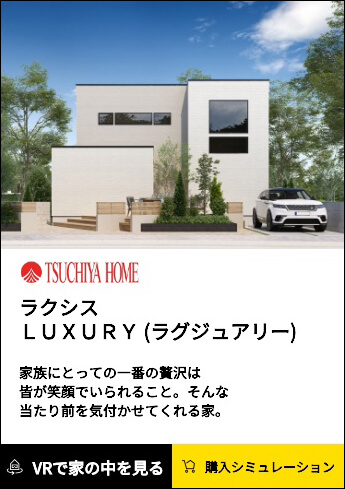 TSUCHIYA HOME
ラクシス
ＬＵＸＵＲＹ (ラグジュアリー)
家族にとっての一番の贅沢は
皆が笑顔でいられること。そんな
当たり前を気付かせてくれる家。
VRで家の中を見る
購入シミュレーション